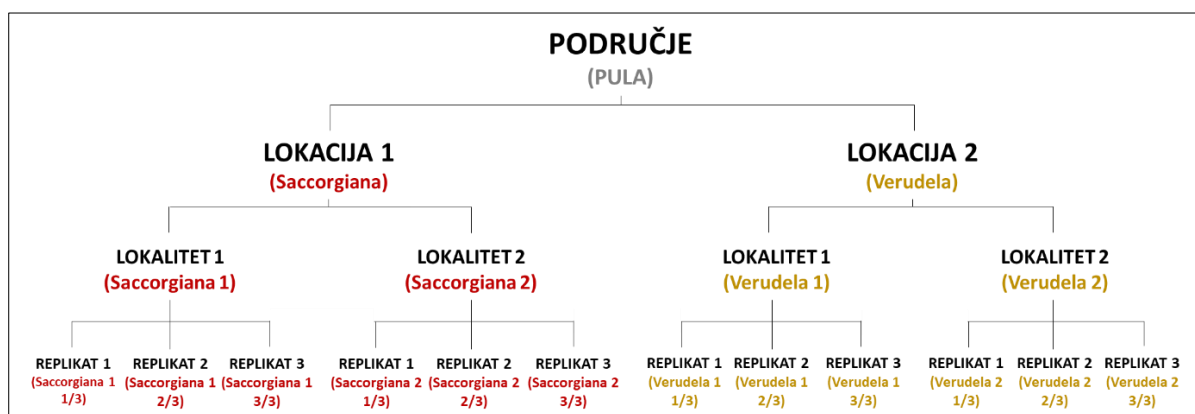 PODRUČJE
(PULA)
LOKACIJA 1
(Saccorgiana)
LOKACIJA 2
(Verudela)
LOKALITET 1
(Saccorgiana 1)
LOKALITET 2
(Saccorgiana 2)
LOKALITET 1
(Verudela 1)
LOKALITET 2
(Verudela 2)
REPLIKAT 1
(Saccorgiana 1
1/3)
REPLIKAT 2
(Saccorgiana 1
2/3)
REPLIKAT 3
(Saccorgiana 1
3/3)
REPLIKAT 1
(Saccorgiana 2
1/3)
REPLIKAT 2
(Saccorgiana 2
2/3)
REPLIKAT 3
(Saccorgiana 2
3/3)
REPLIKAT 1
(Verudela 1
1/3)
REPLIKAT 2
(Verudela 1
2/3)
REPLIKAT 3
(Verudela 1
3/3)
REPLIKAT 1
(Verudela 2
1/3)
REPLIKAT 2
(Verudela 2
2/3)
REPLIKAT 3
(Verudela 2
3/3)